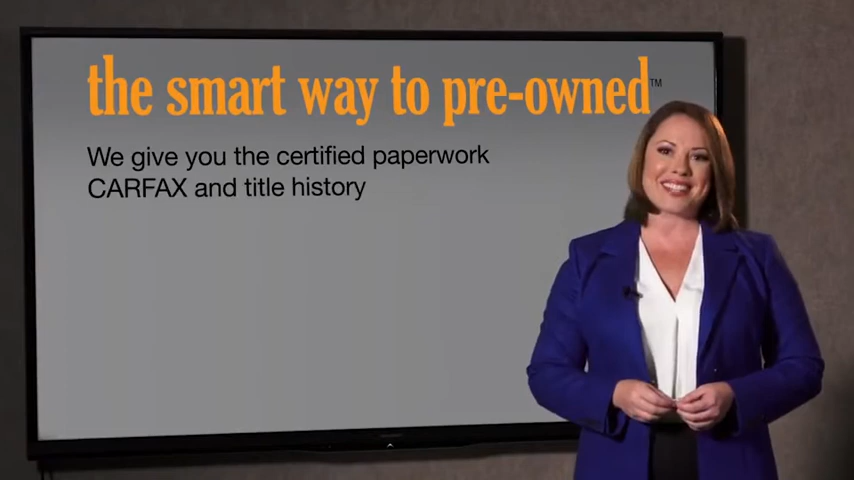 the smart way to pre-owned™
We give you the certified paperwork
CARFAX and title history